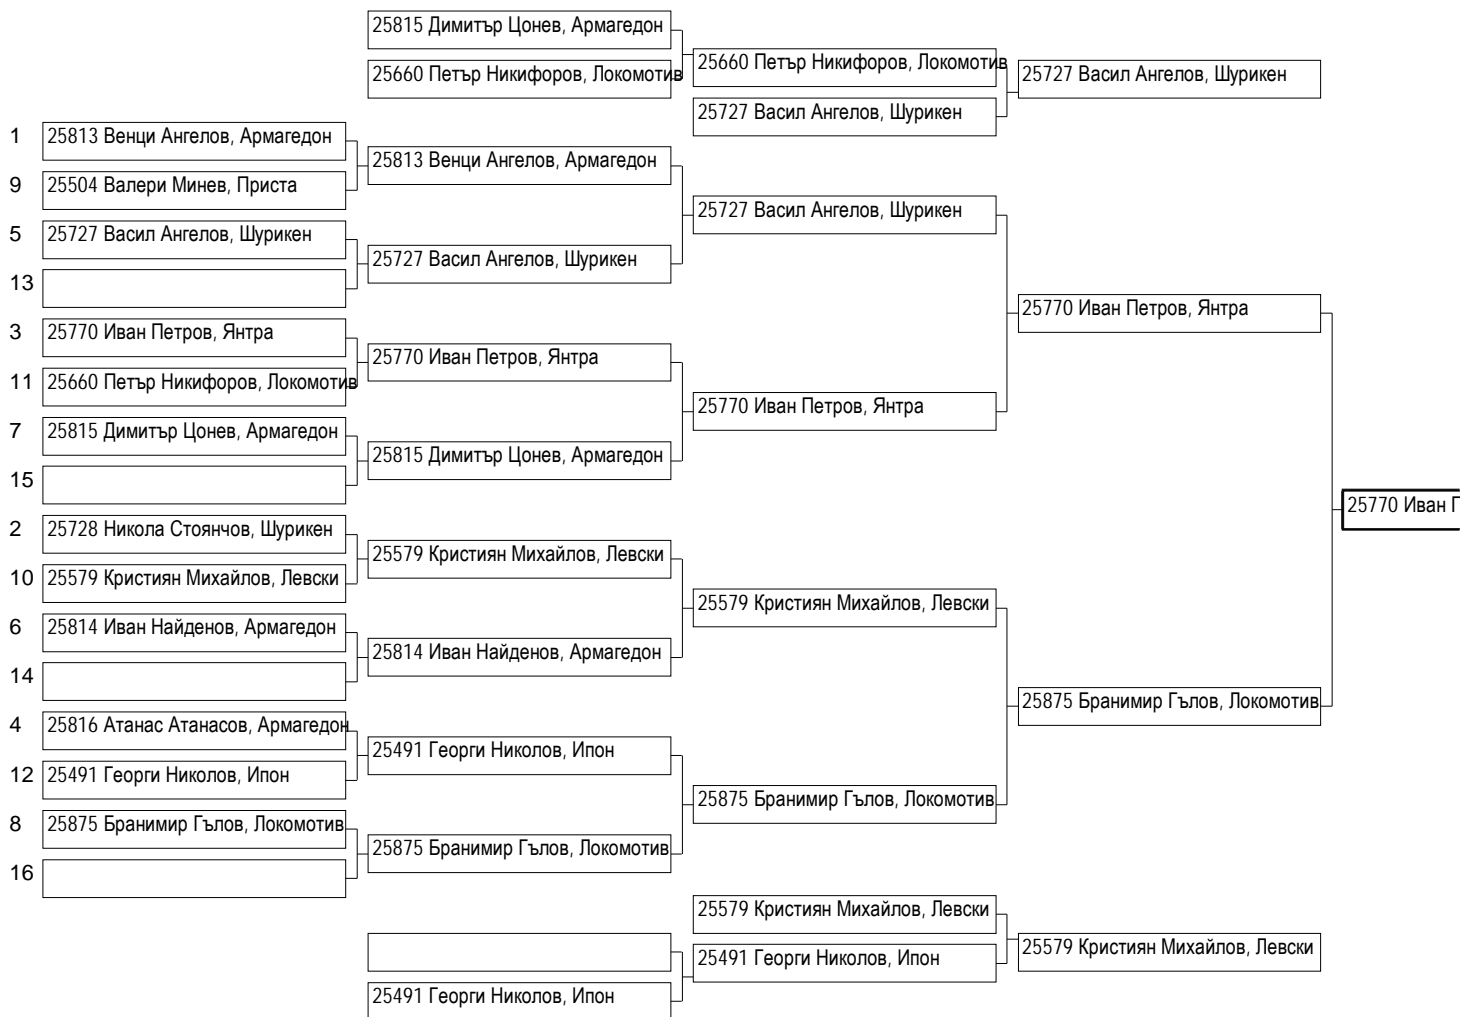 25815 Димитър Цонев, Армагедон
25660 Петър Никифоров, Локомотив
25660 Петър Никифоров, Локомотив
25727 Васил Ангелов, Шурикен
25727 Васил Ангелов, Шурикен
1 25813 Венци Ангелов, Армагедон
9 25504 Валери Минев, Приста
5 25727 Васил Ангелов, Шурикен
13
3 25770 Иван Петров, Янтра
11 25660 Петър Никифоров, Локомотив
7 25815 Димитър Цонев, Армагедон
15
2 25728 Никола Стоянчов, Шурикен
10 25579 Кристиян Михайлов, Левски
6 25814 Иван Найденов, Армагедон
14
4 25816 Атанас Атанасов, Армагедон
12 25491 Георги Николов, Ипон
8 25875 Бранимир Гълов, Локомотив
16
25813 Венци Ангелов, Армагедон
25727 Васил Ангелов, Шурикен
25770 Иван Петров, Янтра
25815 Димитър Цонев, Армагедон
25579 Кристиян Михайлов, Левски
25814 Иван Найденов, Армагедон
25491 Георги Николов, Ипон
25875 Бранимир Гълов, Локомотив
25727 Васил Ангелов, Шурикен
25770 Иван Петров, Янтра
25579 Кристиян Михайлов, Левски
25875 Бранимир Гълов, Локомотив
25770 Иван Петров, Янтра
25875 Бранимир Гълов, Локомотив
25770 Иван
25491 Георги Николов, Ипон
25579 Кристиян Михайлов, Левски
25491 Георги Николов, Ипон
25579 Кристиян Михайлов, Левски